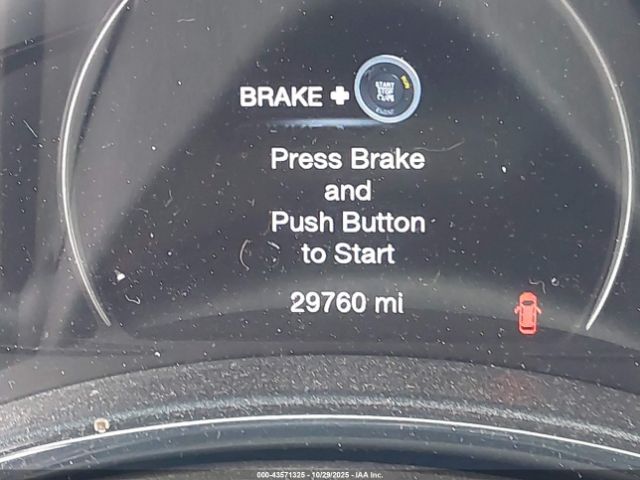 BRAKE +
START
STOP
Press Brake
and
Push Button
to Start
29760 mi
000-43571325 - 10/29/2025 - IAA Inc.